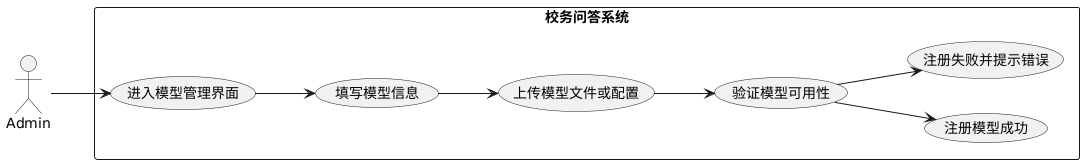 校务问答系统
Admin
进入模型管理界面
填写模型信息
上传模型文件或配置
验证模型可用性
注册失败并提示错误
注册模型成功